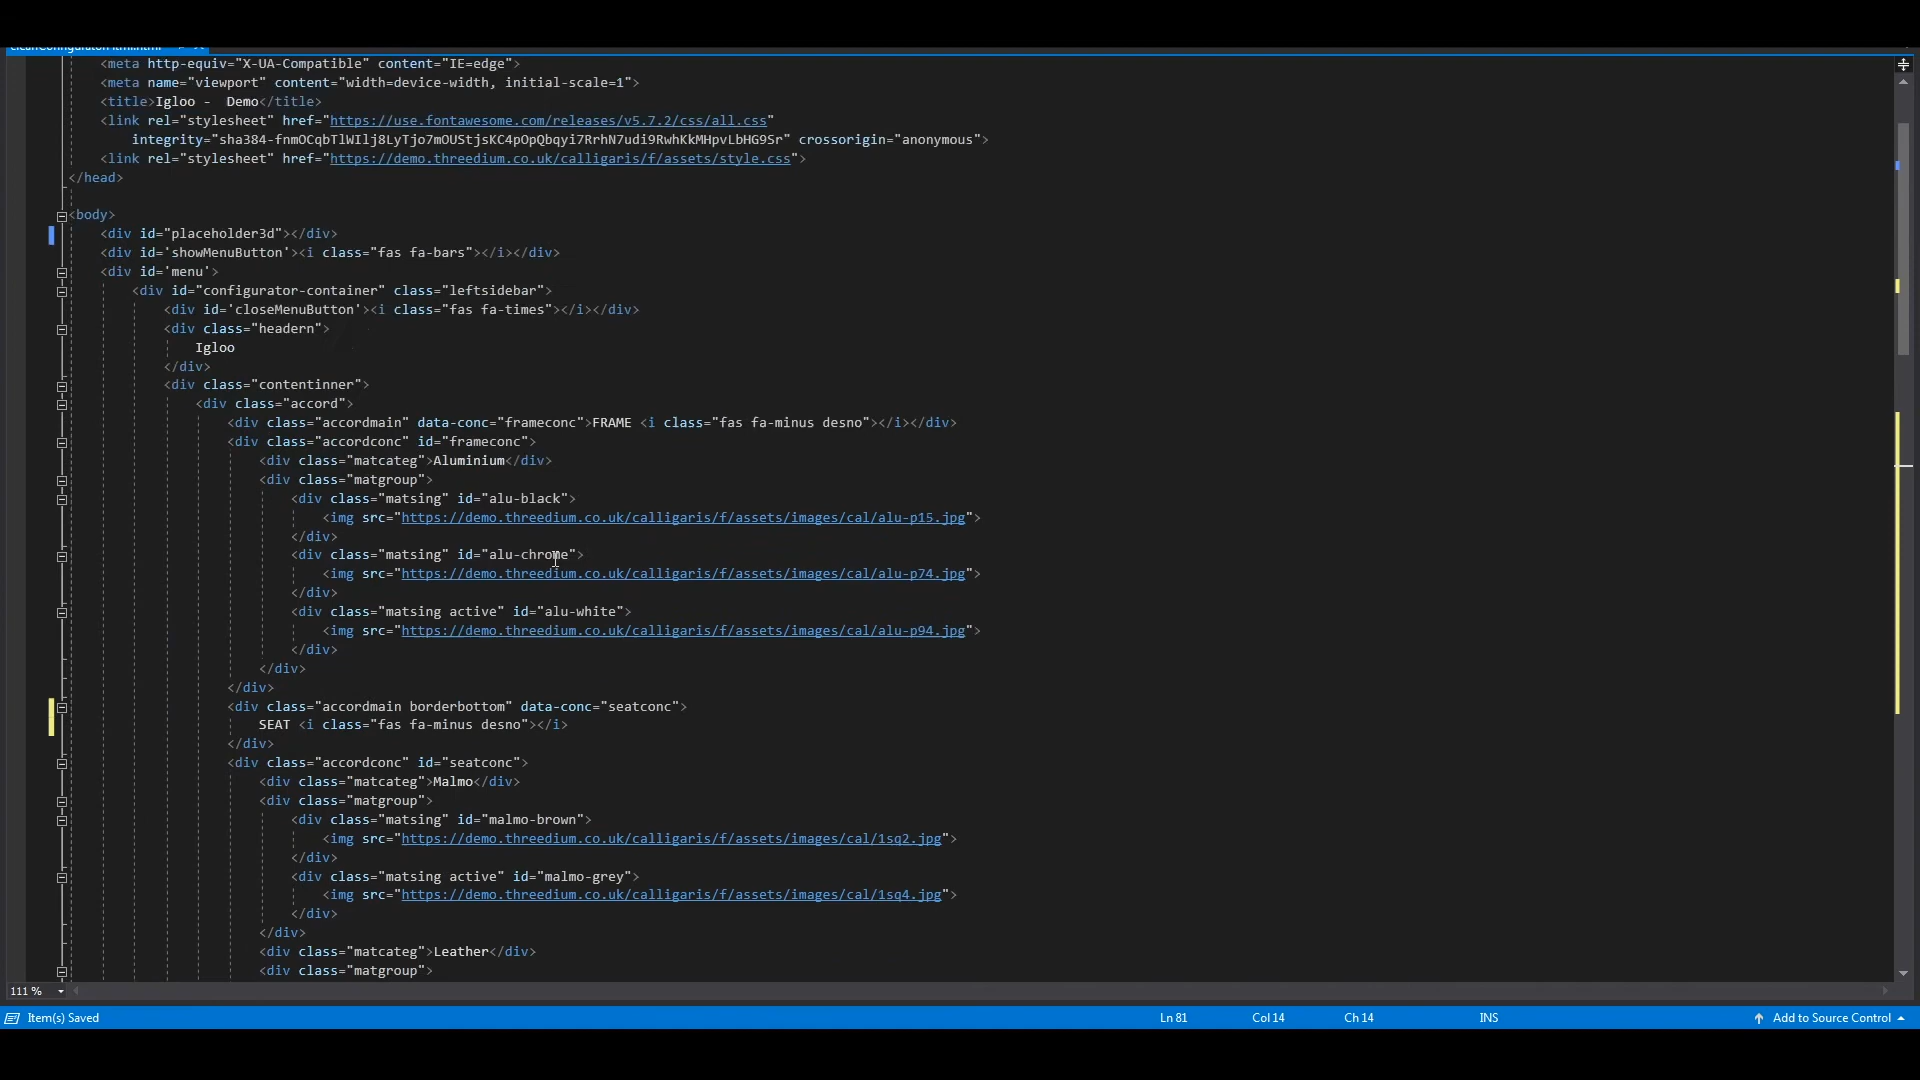 <meta http-equiv="X-UA-Compatible" content="IE=edge">
<meta name="viewport" content="width=device-width, initial-scale=1">
<title>Igloo -  Demo</title>
<link rel="stylesheet" href="https://use.fontawesome.com/releases/v5.7.2/css/all.css"
integrity="sha384-fnmOCqbTlWIlj8LyTjo7mOUStjsKC4pOpQbqyi7RrhN7udi9RwhKkMHpvLbHG9Sr" crossorigin="anonymous">
<link rel="stylesheet" href="https://demo.threedium.co.uk/calligaris/f/assets/style.css">
</head>
<body>
<div id="placeholder3d"></div>
<div id='showMenuButton'><i class="fas fa-bars"></i></div>
<div id='menu'>
<div id="configurator-container" class="leftsidebar">
<div id='closeMenuButton'><i class="fas fa-times"></i></div>
<div class="headern">
Igloo
</div>
<div class="contentinner">
<div class="accord">
<div class="accordmain" data-conc="frameconc">FRAME <i class="fas fa-minus desno"></i></div>
<div class="accordconc" id="frameconc">
<div class="matcateg">Aluminium</div>
<div class="matgroup">
<div class="matsing" id="alu-black">
<img src="https://demo.threedium.co.uk/calligaris/f/assets/images/cal/alu-p15.jpg">
</div>
<div class="matsing" id="alu-chrome">
<img src="https://demo.threedium.co.uk/calligaris/f/assets/images/cal/alu-p74.jpg">
</div>
<div class="matsing active" id="alu-white">
<img src="https://demo.threedium.co.uk/calligaris/f/assets/images/cal/alu-p94.jpg">
</div>
</div>
</div>
<div class="accordmain borderbottom" data-conc="seatconc">
SEAT <i class="fas fa-minus desno"></i>
</div>
<div class="accordconc" id="seatconc">
<div class="matcateg">Malmo</div>
<div class="matgroup">
<div class="matsing" id="malmo-brown">
<img src="https://demo.threedium.co.uk/calligaris/f/assets/images/cal/1sq2.jpg">
</div>
<div class="matsing active" id="malmo-grey">
<img src="https://demo.threedium.co.uk/calligaris/f/assets/images/cal/1sq4.jpg">
</div>
</div>
<div class="matcateg">Leather</div>
<div class="matgroup">
111 %
Item(s) Saved Ln 81 Col 14 Ch 14 INS Add to Source Control